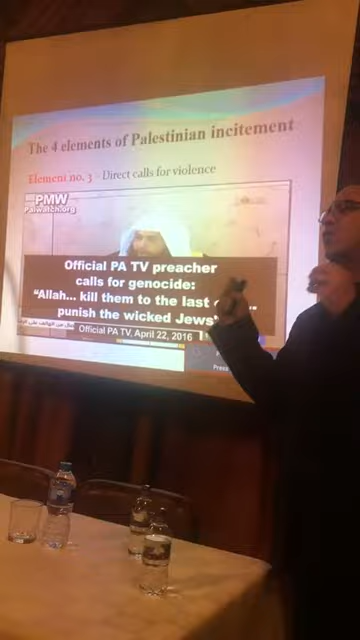 The 4 elements of Palestinian incitement
Element no. 3 - Direct calls for violence
PMW
Palwatch.org
Official PA TV preacher
calls for genocide:
“Allah... kill them to the last
punish the wicked Jews
Official PA TV, April 22, 2016